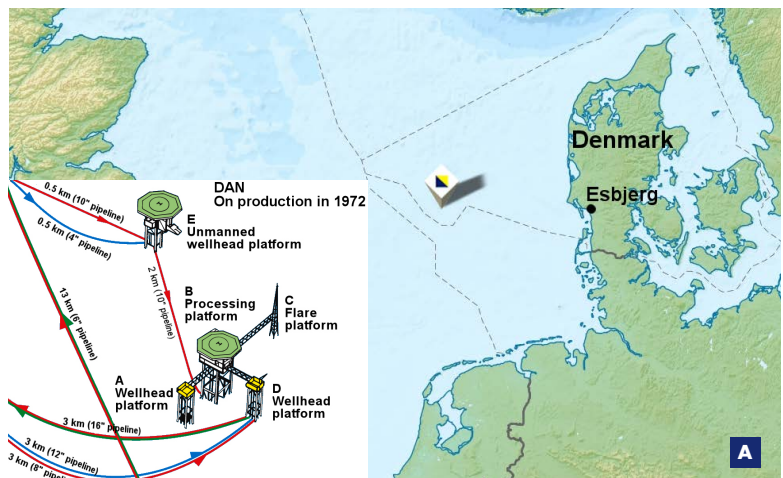 DAN
On production in 1972
0.5 km (10" pipeline)
0.5 km (4" pipeline)
E
Unmanned
wellhead platform
2 km (10" pipeline)
13 km (6" pipeline)
B
Processing
platform
C
Flare
platform
A
Wellhead
platform
D
Wellhead
platform
3 km (16" pipeline)
3 km (12" pipeline)
3 km (8" pipeli
Denmark
Esbjerg
A